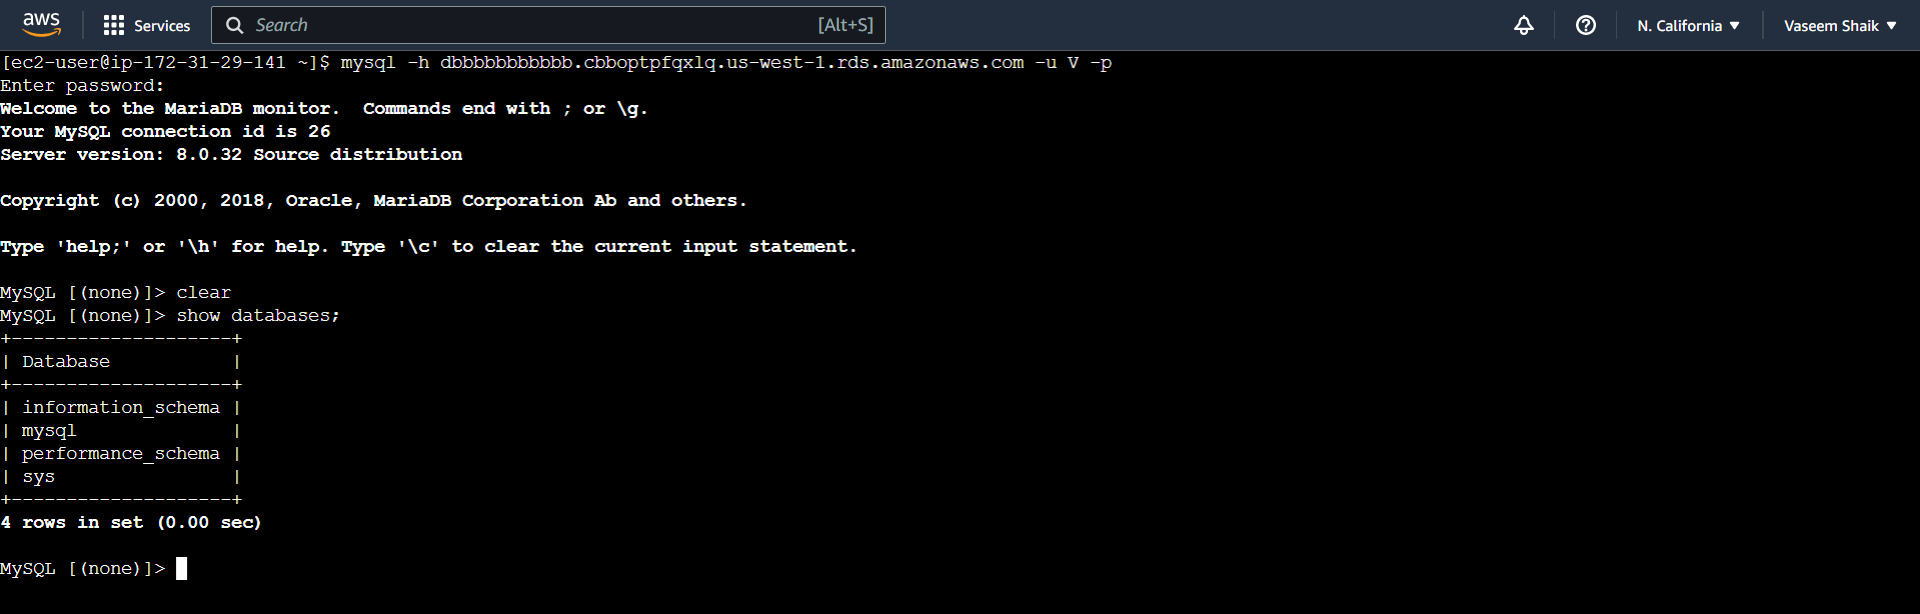 aws Services Search [Alt+S] N. California Vaseem Shaik
[ec2-user@ip-172-31-29-141 ~]$ mysql -h dbbbbbbbbbbb.cbboptpfqxlq.us-west-1.rds.amazonaws.com -u V -p
Enter password:
Welcome to the MariaDB monitor.  Commands end with ; or \g.
Your MySQL connection id is 26
Server version: 8.0.32 Source distribution
Copyright (c) 2000, 2018, Oracle, MariaDB Corporation Ab and others.
Type 'help;' or '\h' for help. Type '\c' to clear the current input statement.
MySQL [(none)]> clear
MySQL [(none)]> show databases;
+--------------------+
| Database           |
+--------------------+
| information_schema |
| mysql              |
| performance_schema |
| sys                |
+--------------------+
4 rows in set (0.00 sec)
MySQL [(none)]>